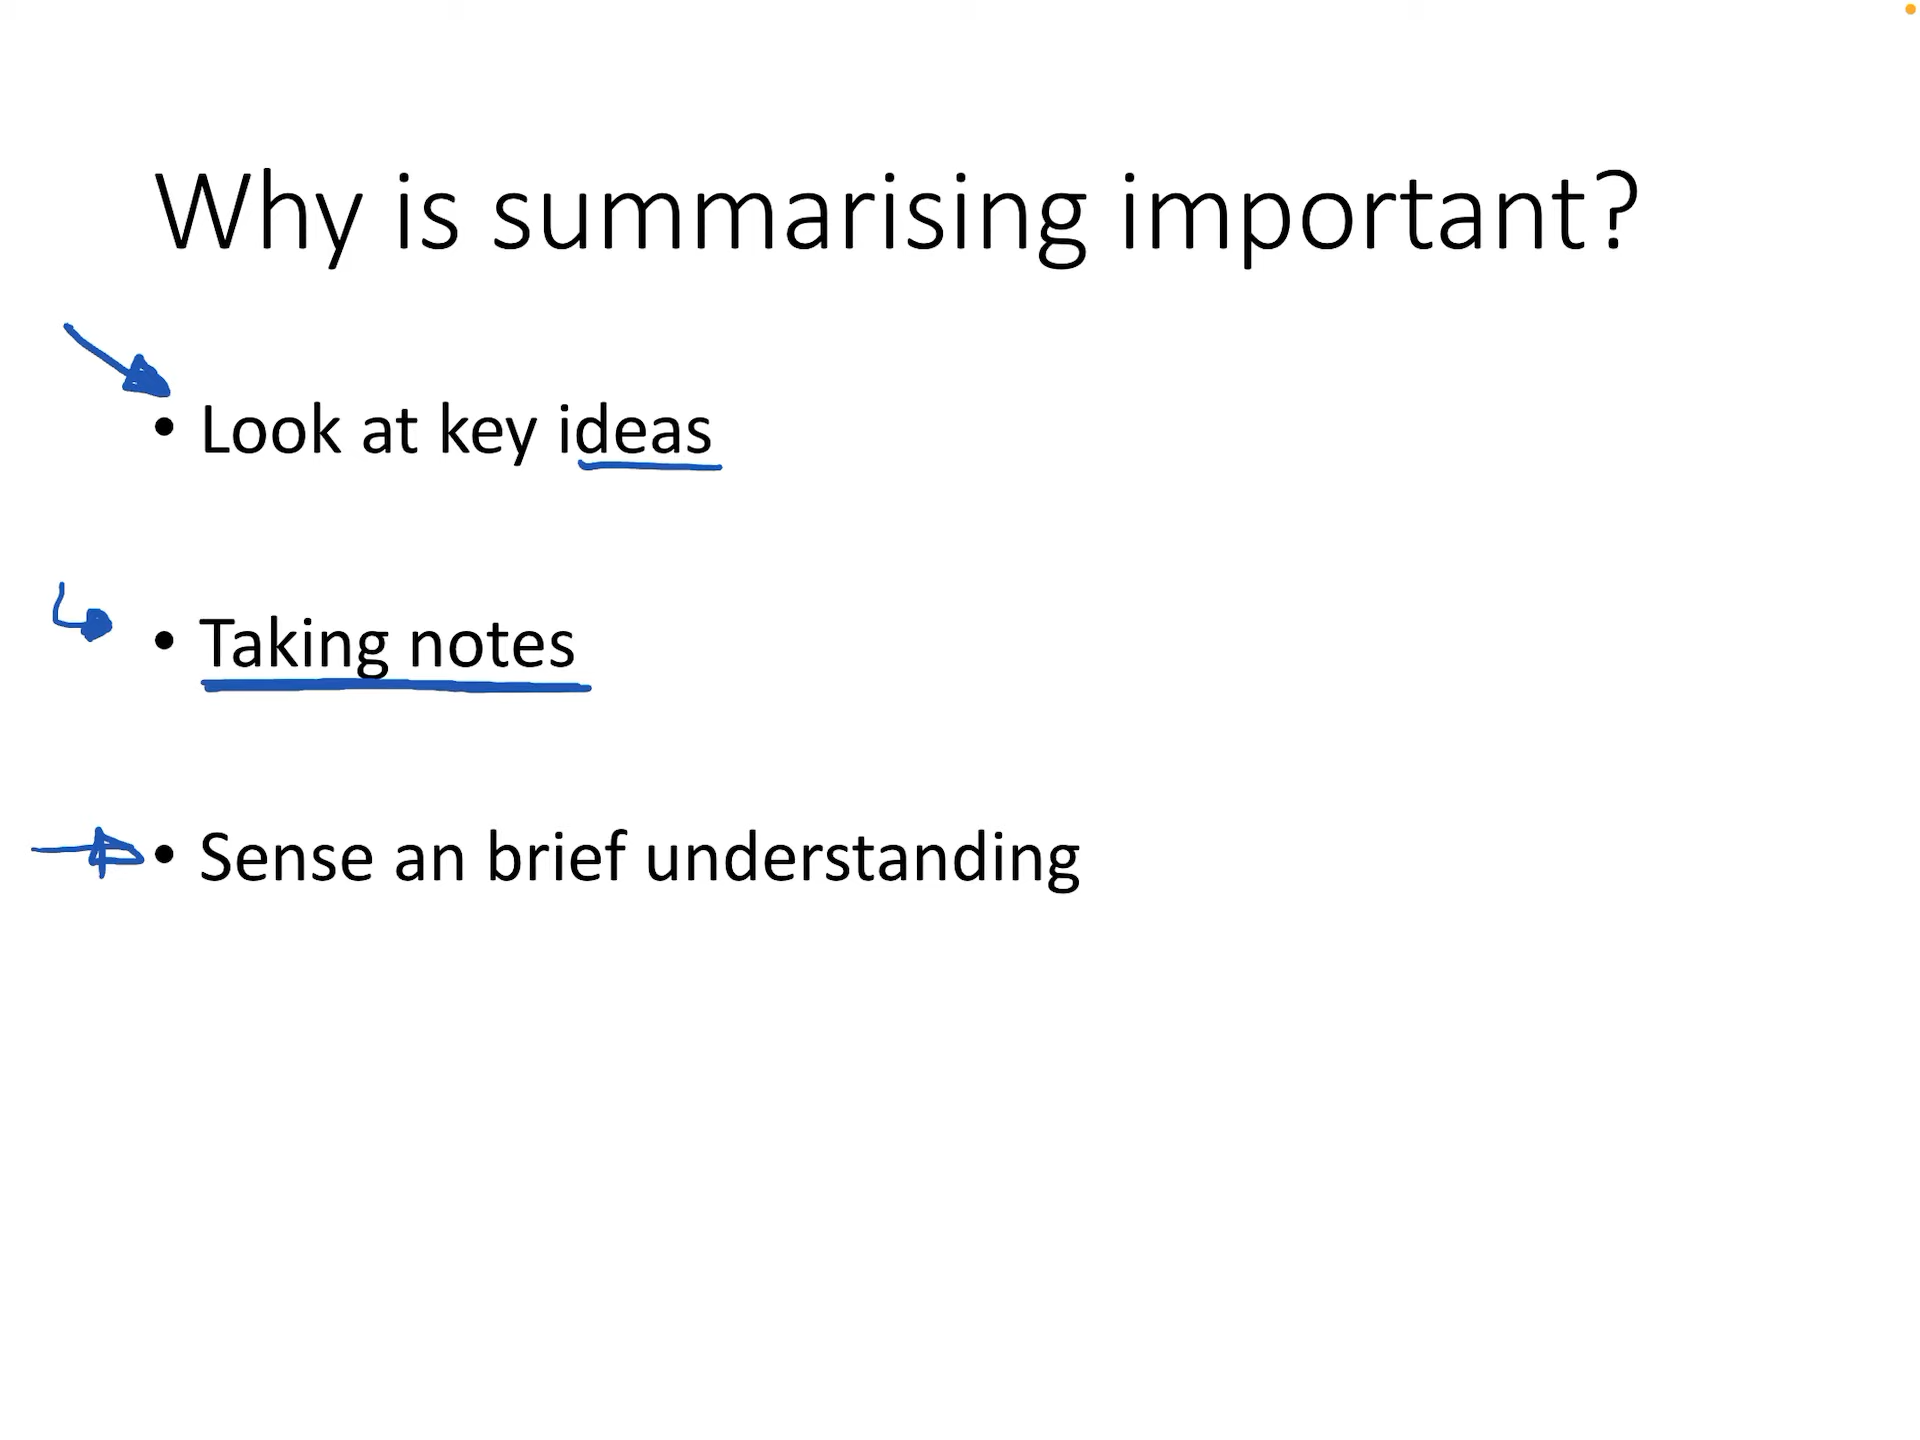 Why is summarising important?
• Look at key ideas
• Taking notes
• Sense an brief understanding